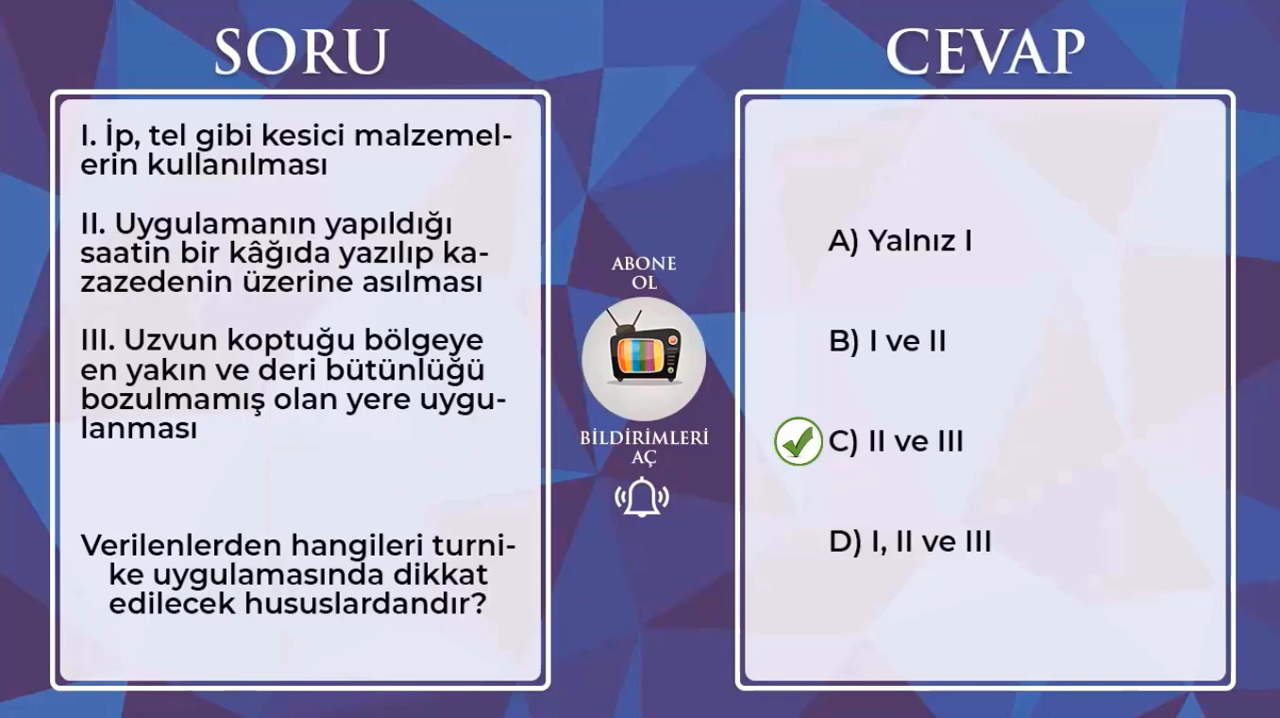 SORU
I. İp, tel gibi kesici malzemel-
erin kullanılması
II. Uygulamanın yapıldığı
saatin bir kâğıda yazılıp ka-
zazedenin üzerine asılması
III. Uzvun koptuğu bölgeye
en yakın ve deri bütünlüğü
bozulmamış olan yere uygu-
lanması
Verilenlerden hangileri turni-
ke uygulamasında dikkat
edilecek hususlardandır?
ABONE
OL
BİLDİRİMLERİ
AÇ
CEVAP
A) Yalnız I
B) I ve II
C) II ve III
D) I, II ve III